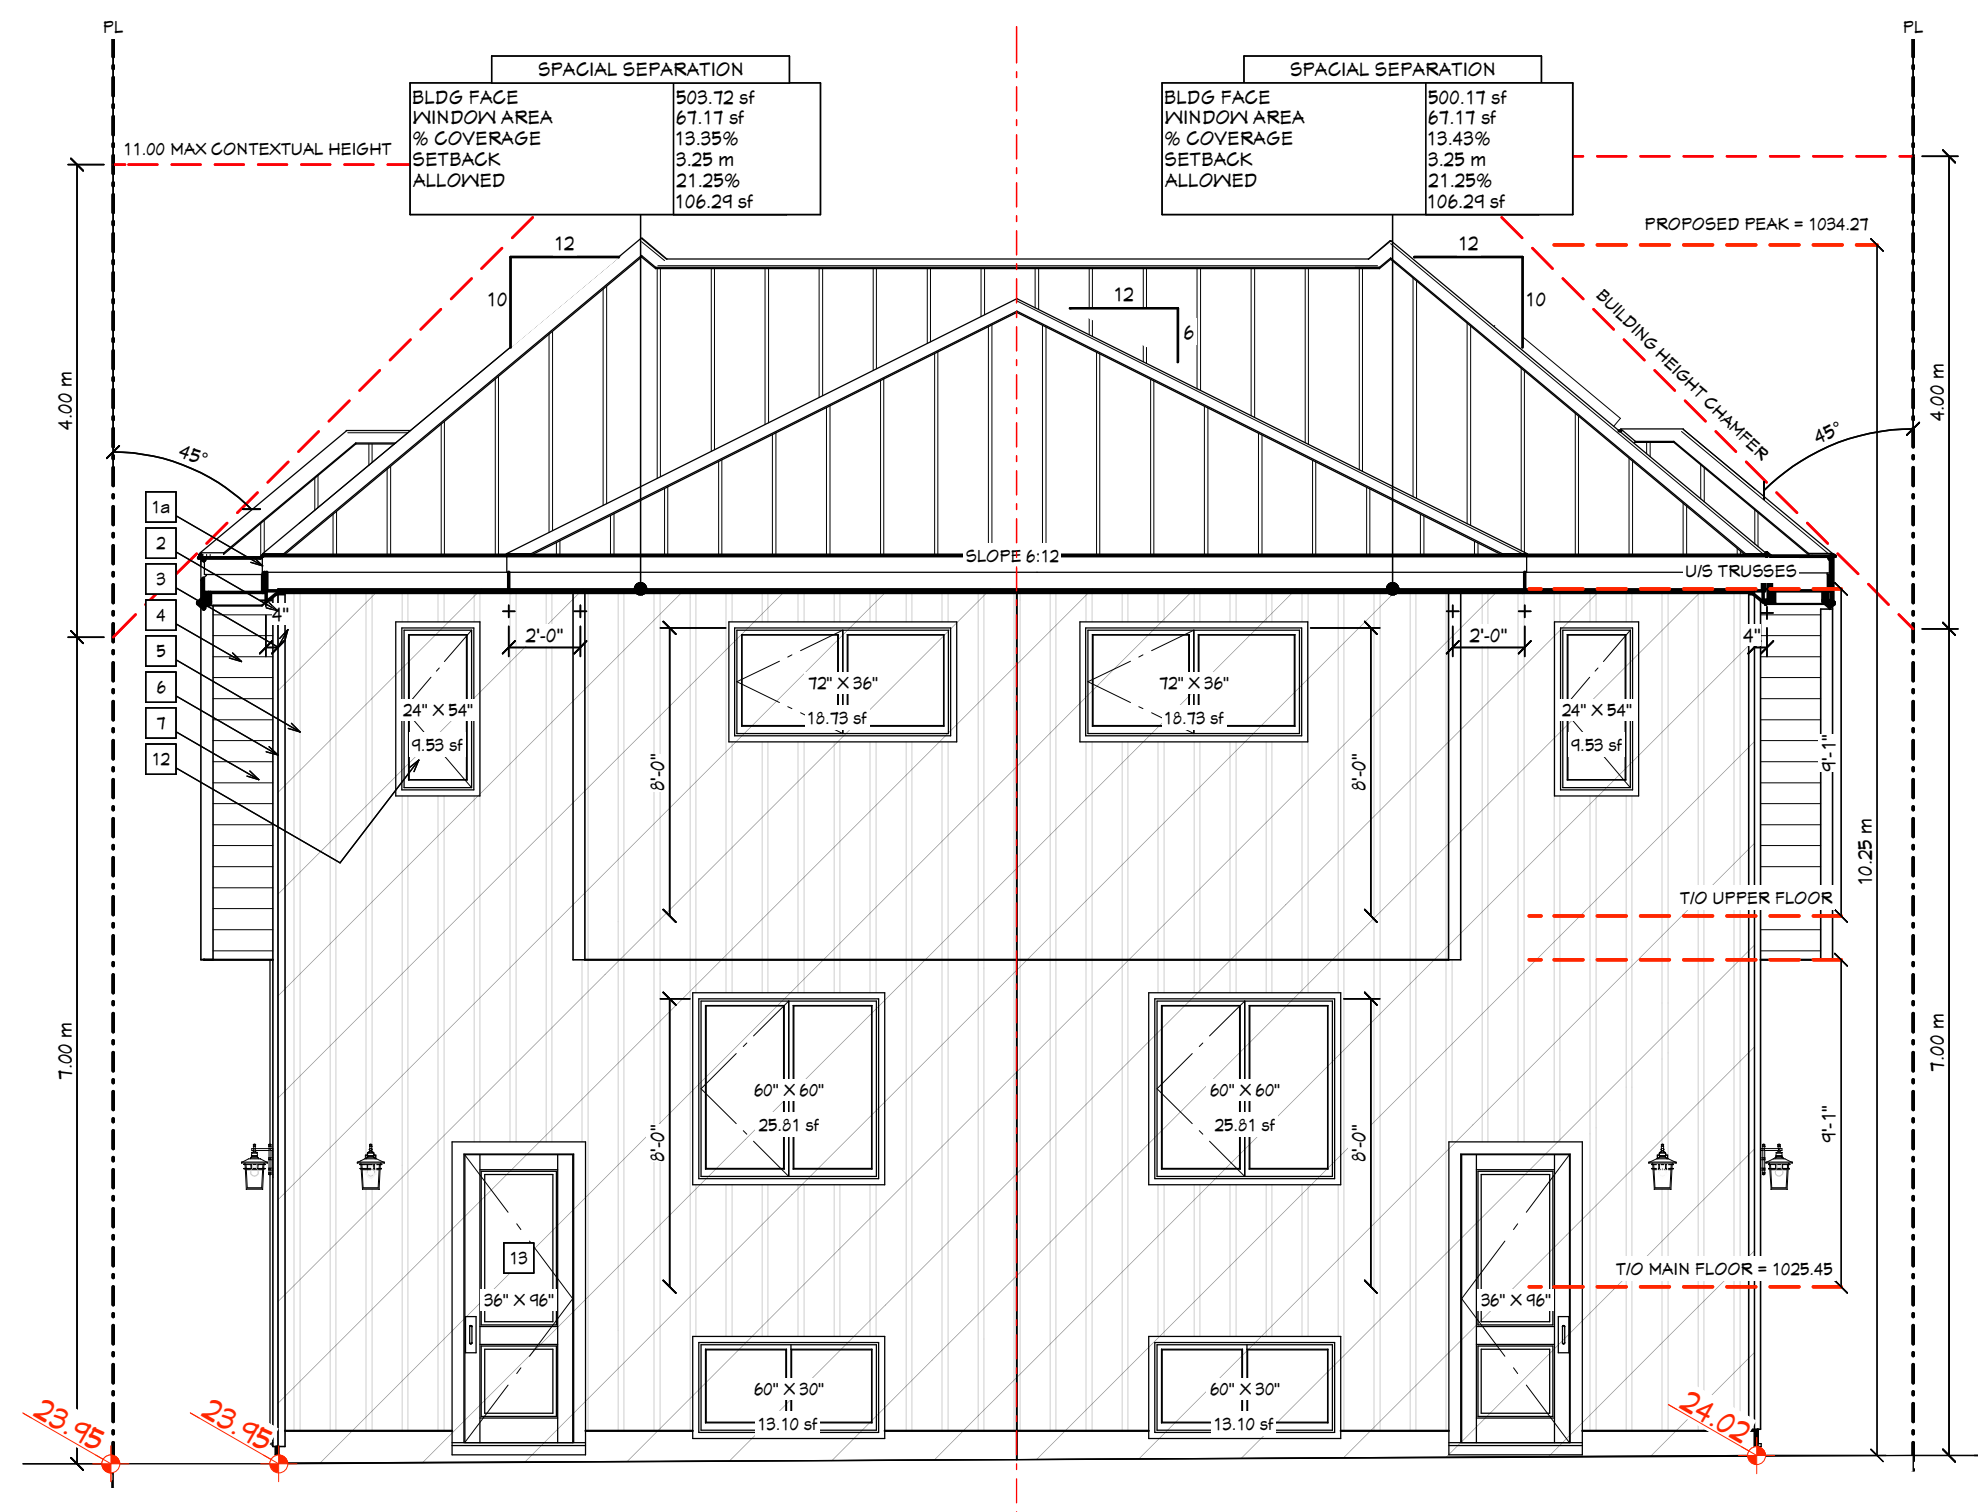 PL
PL
SPACIAL SEPARATION
BLDG FACE 503.72 sf
WINDOW AREA 67.17 sf
% COVERAGE 13.35%
SETBACK 3.25 m
ALLOWED 21.25%
106.29 sf
SPACIAL SEPARATION
BLDG FACE 500.17 sf
WINDOW AREA 67.17 sf
% COVERAGE 13.43%
SETBACK 3.25 m
ALLOWED 21.25%
106.29 sf
11.00 MAX CONTEXTUAL HEIGHT
PROPOSED PEAK = 1034.27
12
10
12
6
12
10
BUILDING HEIGHT CHAMFER
4.00 m
4.00 m
45°
45°
1a
2
3
4
5
6
7
12
SLOPE 6:12
U/S TRUSSES
4"
2'-0"
2'-0"
4"
24" X 54"
9.53 sf
72" X 36"
18.73 sf
72" X 36"
18.73 sf
24" X 54"
9.53 sf
8'-0"
8'-0"
9'-1"
10.25 m
T/O UPPER FLOOR
7.00 m
7.00 m
60" X 60"
25.81 sf
60" X 60"
25.81 sf
8'-0"
8'-0"
9'-1"
13
36" X 96"
T/O MAIN FLOOR = 1025.45
36" X 96"
60" X 30"
13.10 sf
60" X 30"
13.10 sf
23.95
23.95
24.02